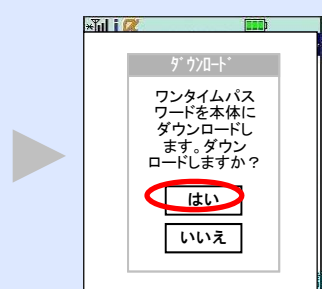 ﾀﾞｳﾝﾛｰﾄﾞ
ワンタイムパス
ワードを本体に
ダウンロードし
ます。ダウン
ロードしますか？
はい
いいえ